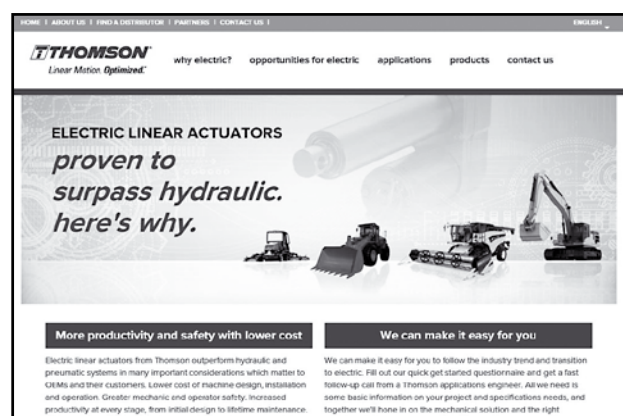 HOME | ABOUT US | FIND A DISTRIBUTOR | PARTNERS | CONTACT US |
ENGLISH
THOMSON
Linear Motion. Optimized.™
why electric? opportunities for electric applications products contact us
ELECTRIC LINEAR ACTUATORS
proven to
surpass hydraulic.
here's why.
More productivity and safety with lower cost
Electric linear actuators from Thomson outperform hydraulic and
pneumatic systems in many important considerations which matter to
OEMs and their customers. Lower cost of machine design, installation
and operation. Greater mechanic and operator safety. Increased
productivity at every stage, from initial design to lifetime maintenance.
We can make it easy for you
We can make it easy for you to follow the industry trend and transition
to electric. Fill out our quick get started questionnaire and get a fast
follow-up call from a Thomson applications engineer. All we need is
some basic information on your project and specifications needs, and
together we'll hone in on the mechanical solution and the right